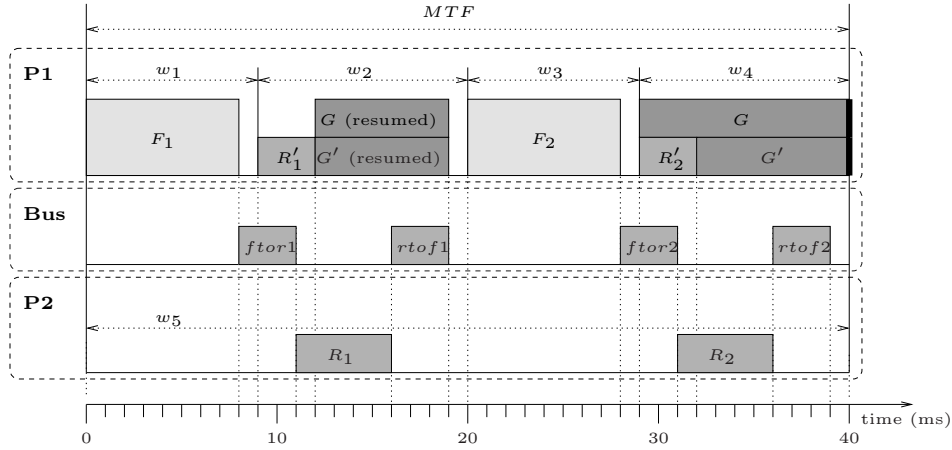 MTF
P1
w1 w2 w3 w4
F1
G (resumed)
R′1 G′ (resumed)
F2
G
R′2 G′
Bus
ftor1 rtof1 ftor2 rtof2
P2
w5
R1 R2
time (ms)
0 10 20 30 40